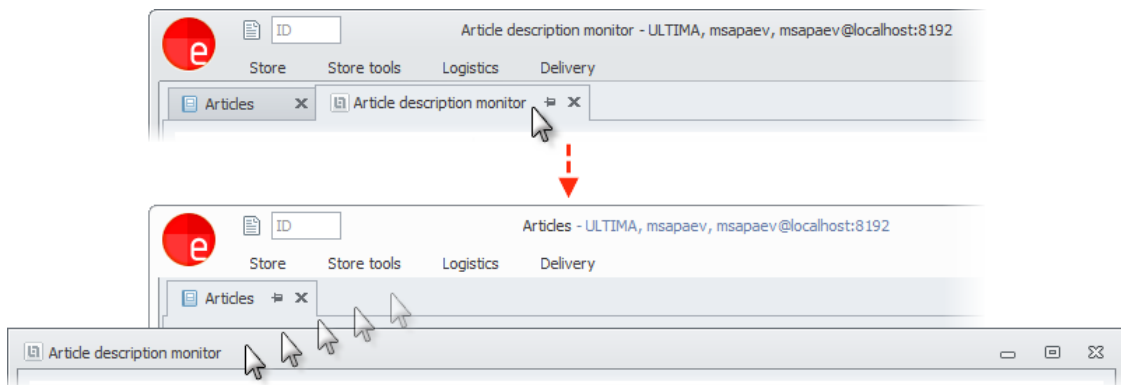 ID Article description monitor - ULTIMA, msapaev, msapaev@localhost:8192
Store Store tools Logistics Delivery
Articles Article description monitor
ID Articles - ULTIMA, msapaev, msapaev@localhost:8192
Store Store tools Logistics Delivery
Articles
Article description monitor